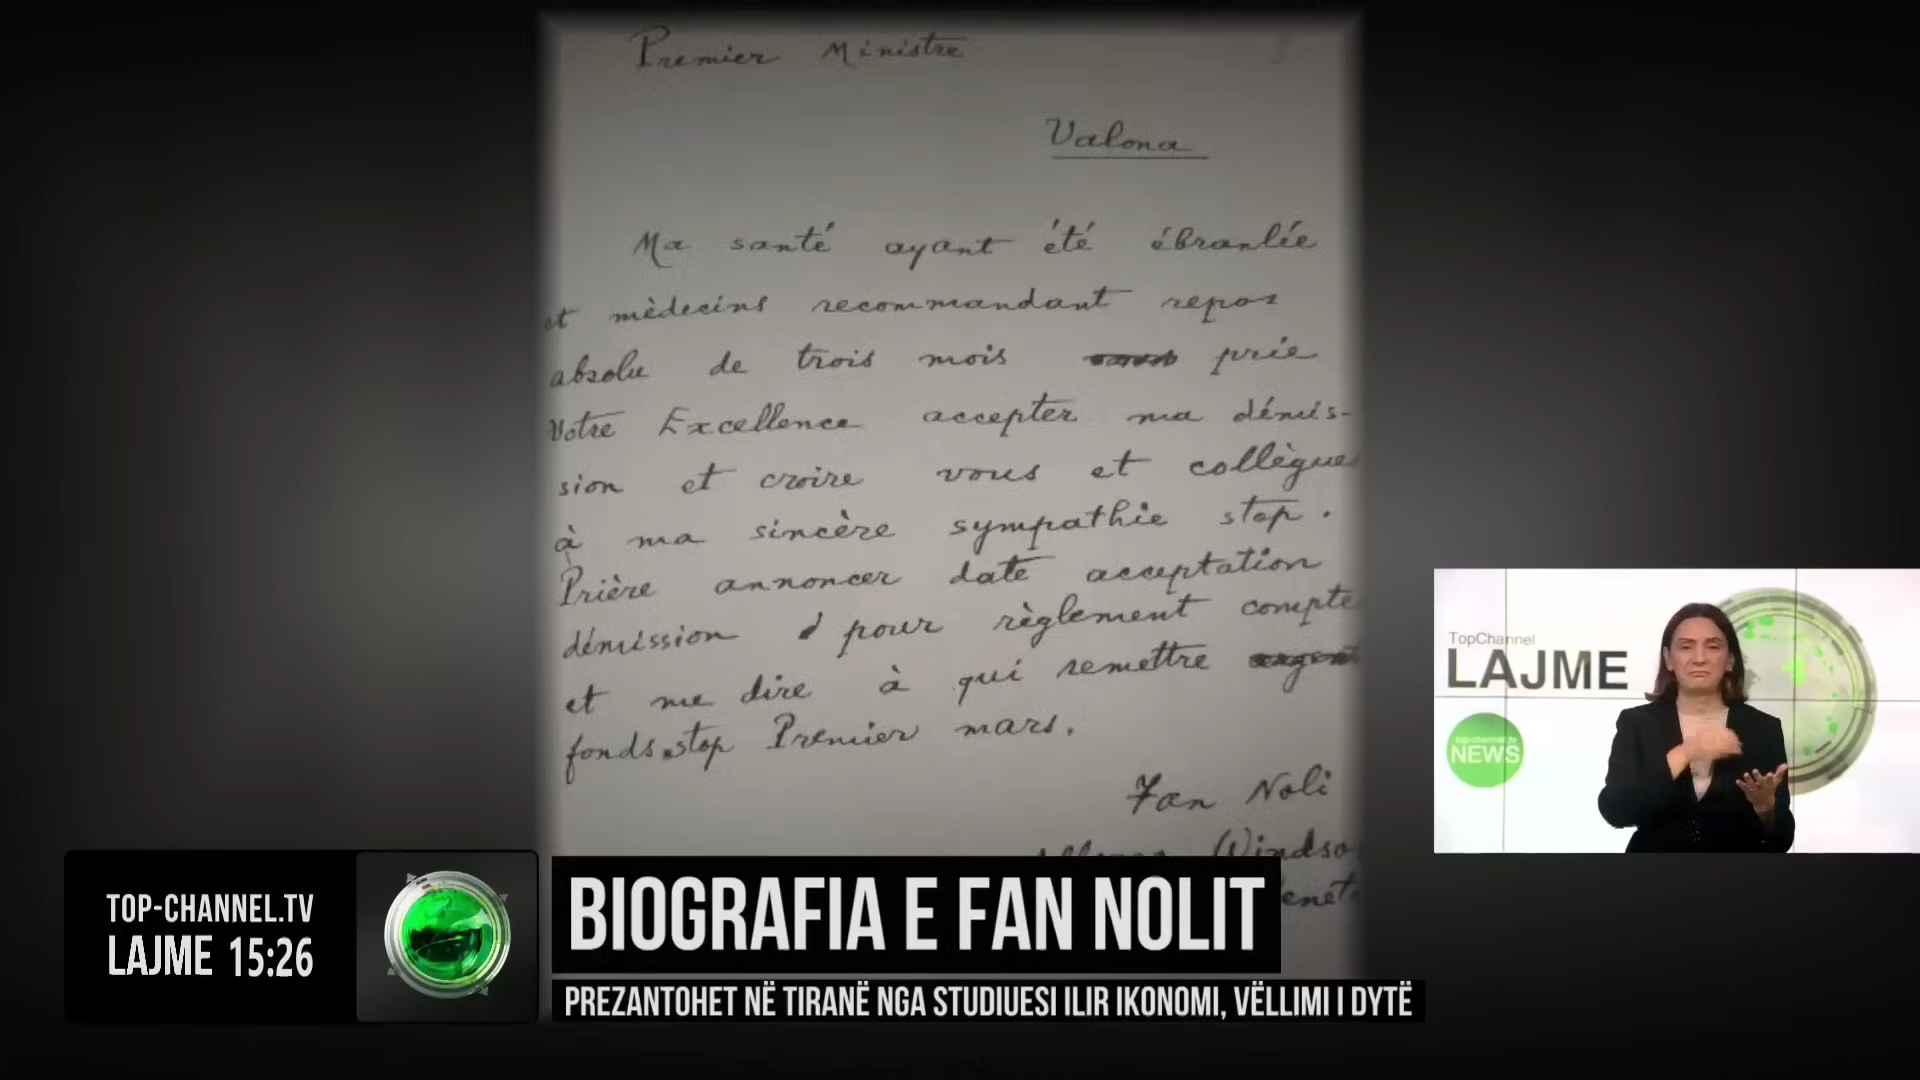 Premier Ministre
Valona
Ma santé ayant été ébranlée
et mèdecins recommandant repos
absolu de trois mois prie
Votre Excellence accepter ma démis-
sion et croire vous et collègues
à ma sincère sympathie stop.
Prière annoncer date acceptation
démission pour règlement compte
et me dire à qui remettre argent
fonds stop Premier mars.
Fan Noli
Windso
TopChannel
LAJME
top-channel.tv
NEWS
TOP-CHANNEL.TV
LAJME 15:26
BIOGRAFIA E FAN NOLIT
PREZANTOHET NË TIRANË NGA STUDIUESI ILIR IKONOMI, VËLLIMI I DYTË